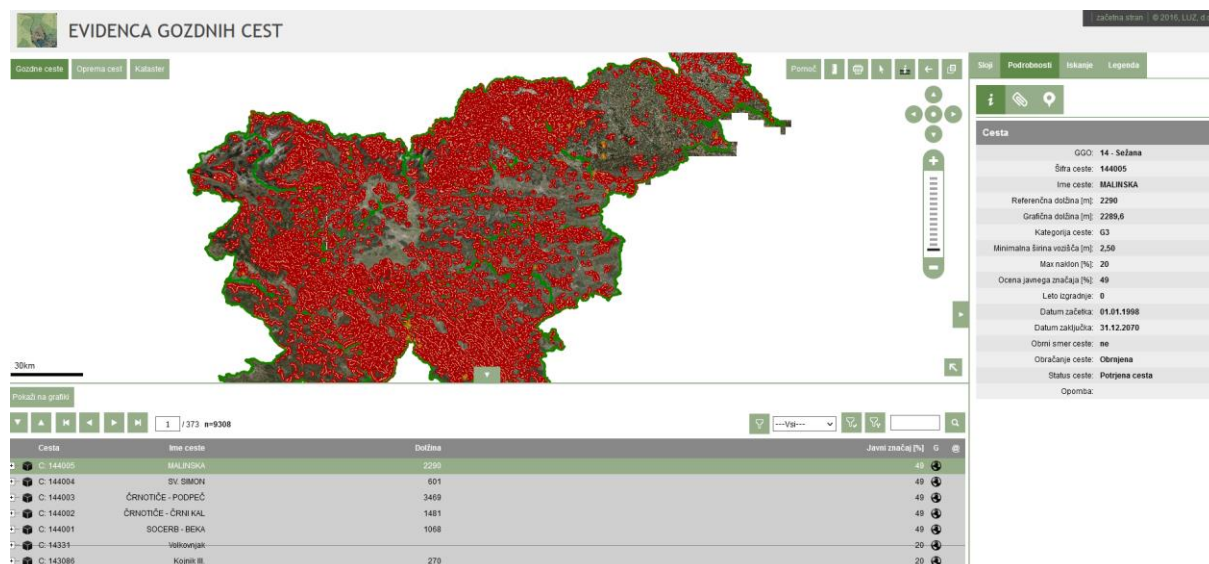 EVIDENCA GOZDNIH CEST
začetna stran | © 2016, LUZ, d.
Gozdne ceste Oprema cest Kataster
Pomoč
30km
Sloji Podrobnosti Iskanje Legenda
Cesta
GGO: 14 - Sežana
Šifra ceste: 144005
Ime ceste: MALINSKA
Referenčna dolžina [m]: 2290
Grafična dolžina [m]: 2289,6
Kategorija ceste: G3
Minimalna širina vozišča [m]: 2,50
Max naklon [%]: 20
Ocena javnega značaja [%]: 49
Leto izgradnje: 0
Datum začetka: 01.01.1998
Datum zaključka: 31.12.2070
Obrni smer ceste: ne
Obračanje ceste: Obrnjena
Status ceste: Potrjena cesta
Opomba:
Pokaži na grafiki
1 / 373 n=9308
---Vsi---
Cesta Ime ceste Dolžina Javni značaj [%] G @
C: 144005 MALINSKA 2290 49
C: 144004 SV. SIMON 601 49
C: 144003 ČRNOTIČE - PODPEČ 3469 49
C: 144002 ČRNOTIČE - ČRNI KAL 1481 49
C: 144001 SOCERB - BEKA 1068 49
C: 14331 Volkovnjak 20
C: 143086 Kojnik III. 270 20